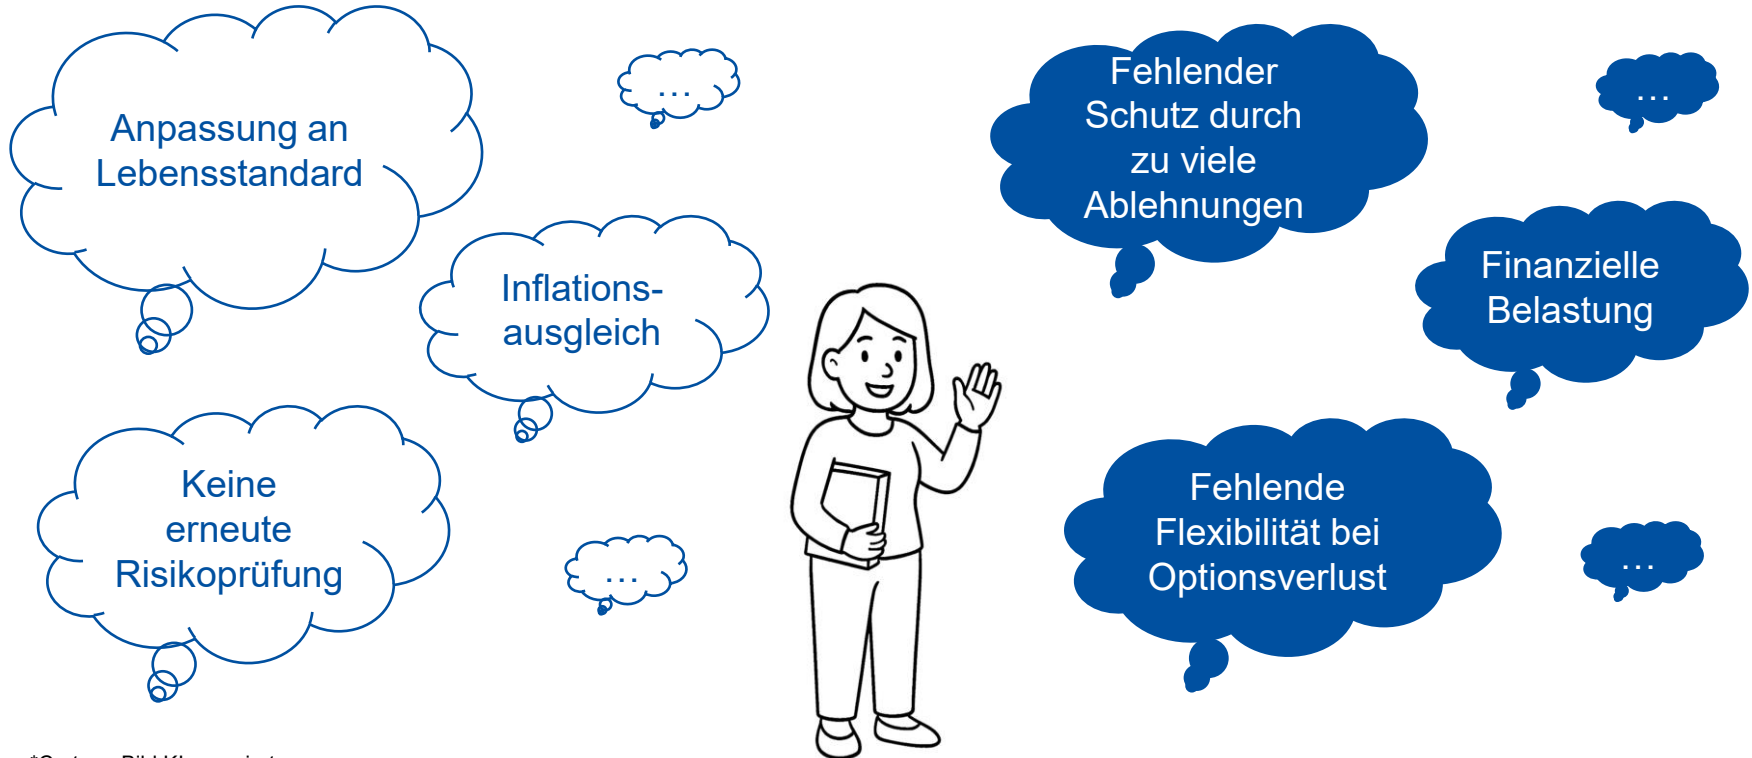 Anpassung an
Lebensstandard
...
Inflations-
ausgleich
Keine
erneute
Risikoprüfung
...
Fehlender
Schutz durch
zu viele
Ablehnungen
...
Finanzielle
Belastung
Fehlende
Flexibilität bei
Optionsverlust
...